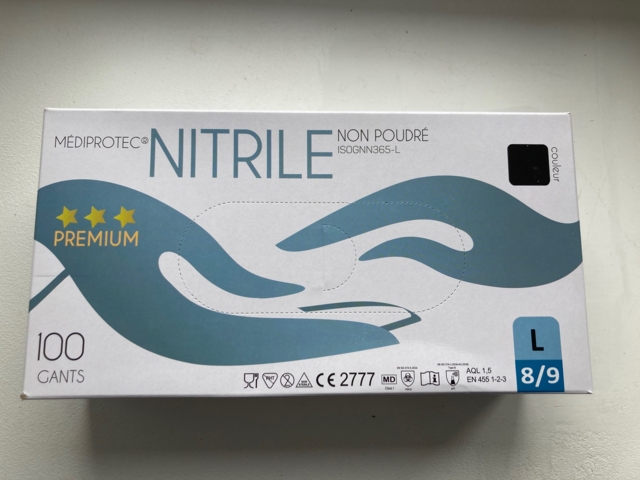 MÉDIPROTEC® NITRILE NON POUDRÉ
ISOGNN365-L
couleur
PREMIUM
100
GANTS
CE 2777
MD
AQL 1,5
EN 455 1-2-3
L
8/9